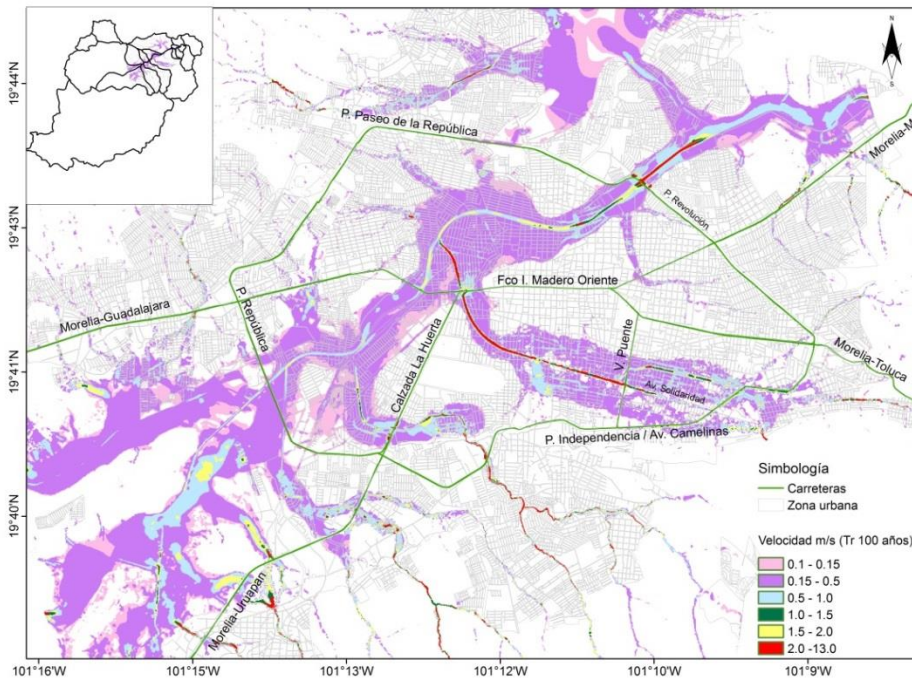 N
S
19°44'N
P. Paseo de la República
Morelia-M
19°43'N
P. Revolución
Fco I. Madero Oriente
P. República
Morelia-Guadalajara
Calzada La Huerta
V. Puente
Morelia-Toluca
19°41'N
Av. Solidaridad
P. Independencia / Av. Camelinas
Simbología
Carreteras
Zona urbana
19°40'N
Velocidad m/s (Tr 100 años)
0.1 - 0.15
0.15 - 0.5
0.5 - 1.0
1.0 - 1.5
1.5 - 2.0
2.0 -13.0
Morelia-Uruapan
101°16'W
101°15'W
101°13'W
101°12'W
101°10'W
101°9'W